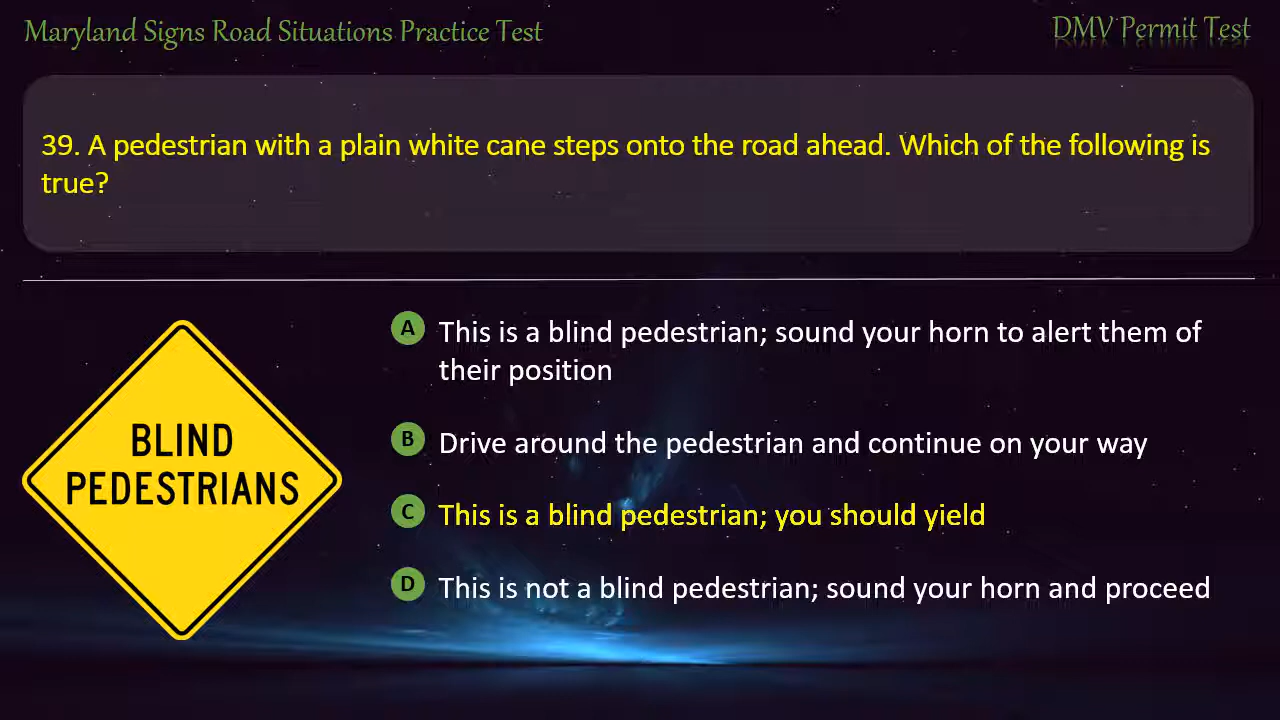 Maryland Signs Road Situations Practice Test
DMV Permit Test
39. A pedestrian with a plain white cane steps onto the road ahead. Which of the following is
true?
BLIND
PEDESTRIANS
A This is a blind pedestrian; sound your horn to alert them of
their position
B Drive around the pedestrian and continue on your way
C This is a blind pedestrian; you should yield
D This is not a blind pedestrian; sound your horn and proceed